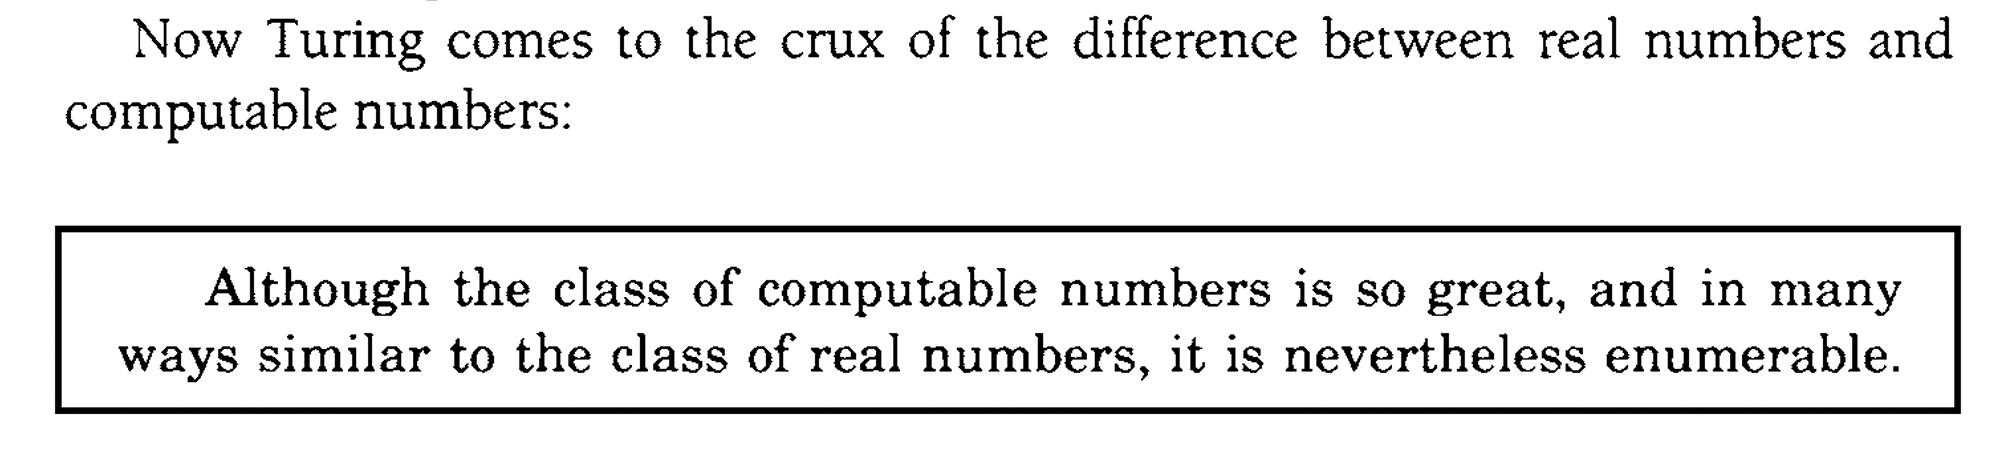 Now Turing comes to the crux of the difference between real numbers and
computable numbers:
Although the class of computable numbers is so great, and in many
ways similar to the class of real numbers, it is nevertheless enumerable.